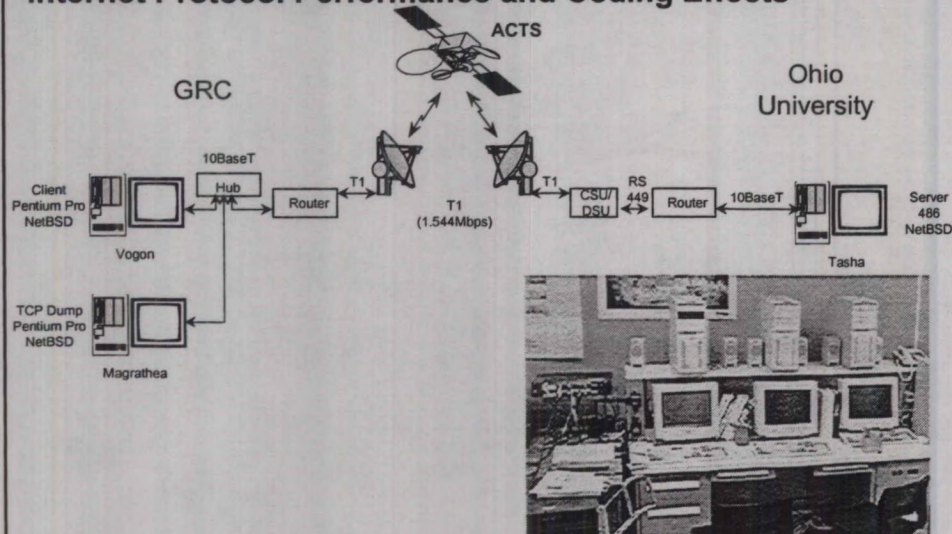 Internet Protocol Performance and Coding Effects
ACTS
GRC
Ohio
University
10BaseT
Hub
Client
Pentium Pro
NetBSD
Vogon
Router
T1
T1
(1.544Mbps)
T1
CSU/
DSU
RS
449
Router
10BaseT
Server
486
NetBSD
Tasha
TCP Dump
Pentium Pro
NetBSD
Magrathea